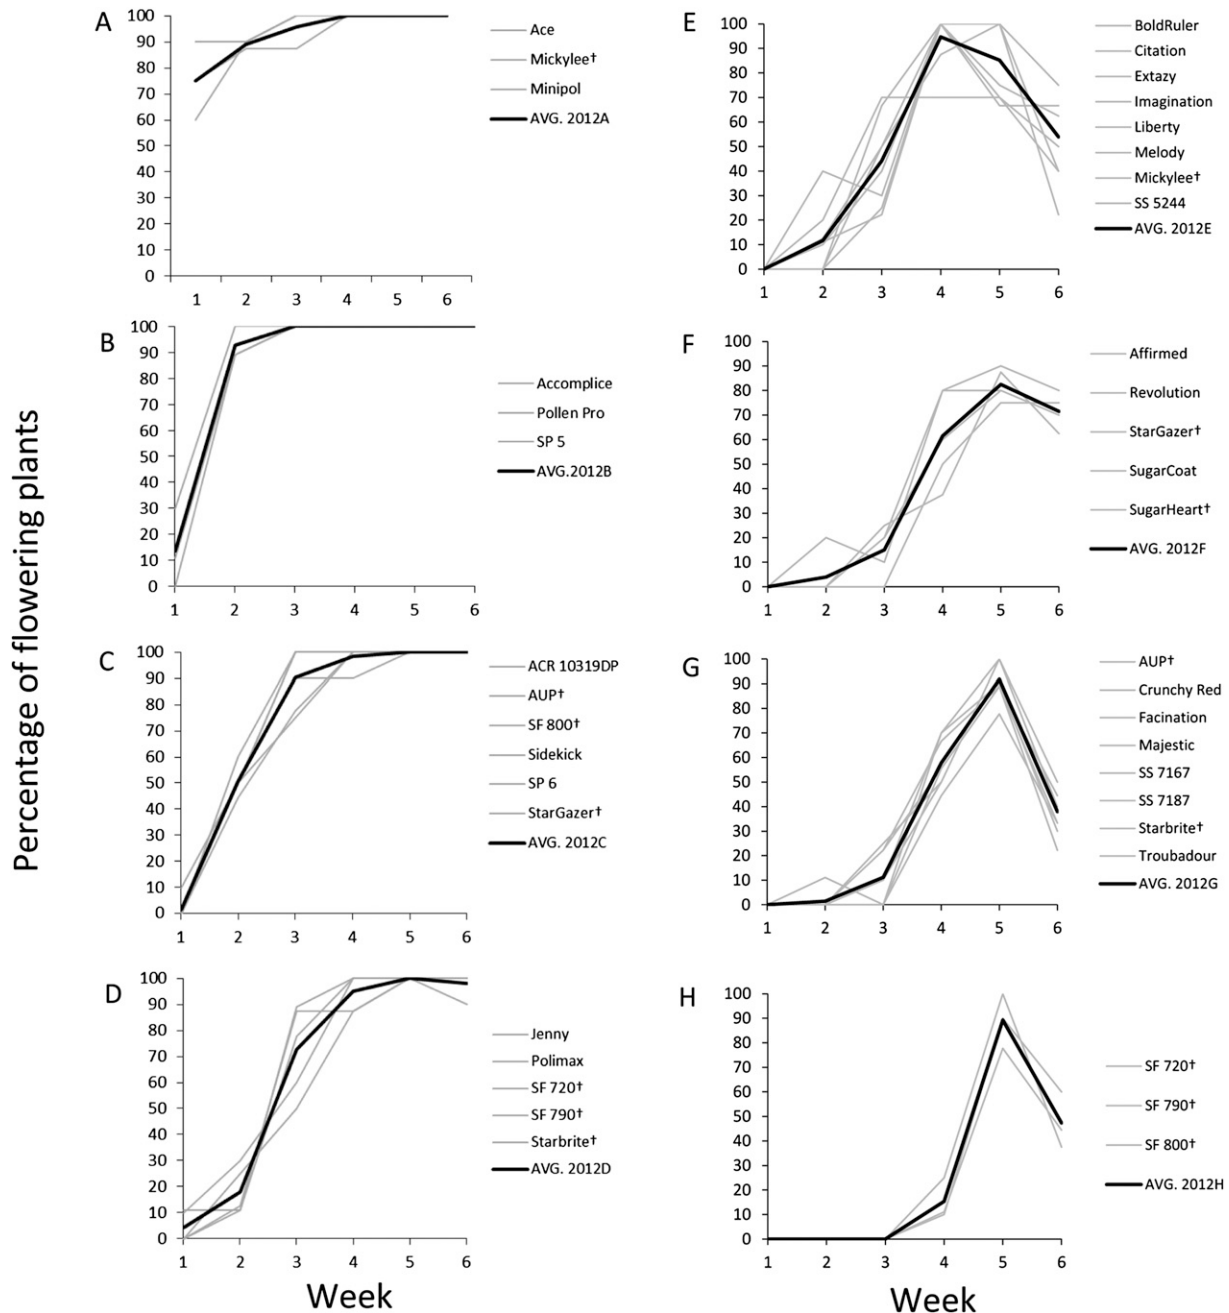 Percentage of flowering plants
A
100
90
80
70
60
50
40
30
20
10
0
1 2 3 4 5 6
Ace
Mickylee†
Minipol
AVG. 2012A
B
100
90
80
70
60
50
40
30
20
10
0
1 2 3 4 5 6
Accomplice
Pollen Pro
SP 5
AVG.2012B
C
100
90
80
70
60
50
40
30
20
10
0
1 2 3 4 5 6
ACR 10319DP
AUP†
SF 800†
Sidekick
SP 6
StarGazer†
AVG. 2012C
D
100
90
80
70
60
50
40
30
20
10
0
1 2 3 4 5 6
Jenny
Polimax
SF 720†
SF 790†
Starbrite†
AVG. 2012D
Week
E
100
90
80
70
60
50
40
30
20
10
0
1 2 3 4 5 6
BoldRuler
Citation
Extazy
Imagination
Liberty
Melody
Mickylee†
SS 5244
AVG. 2012E
F
100
90
80
70
60
50
40
30
20
10
0
1 2 3 4 5 6
Affirmed
Revolution
StarGazer†
SugarCoat
SugarHeart†
AVG. 2012F
G
100
90
80
70
60
50
40
30
20
10
0
1 2 3 4 5 6
AUP†
Crunchy Red
Facination
Majestic
SS 7167
SS 7187
Starbrite†
Troubadour
AVG. 2012G
H
100
90
80
70
60
50
40
30
20
10
0
1 2 3 4 5 6
SF 720†
SF 790†
SF 800†
AVG. 2012H
Week